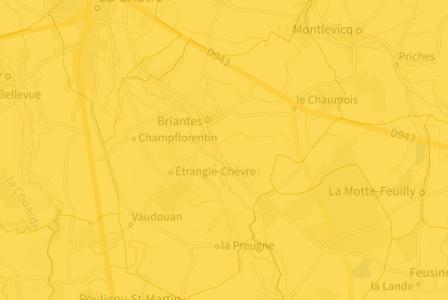 La Châtre
Montlevicq
D943
Priches
Bellevue
le Chaumois
Briantes
Champflorentin
D943
Étrangle-Chèvre
la Couarde
La Motte-Feuilly
Vaudouan
la Preugne
Feusine
la Lande
Pouligny-St-Martin